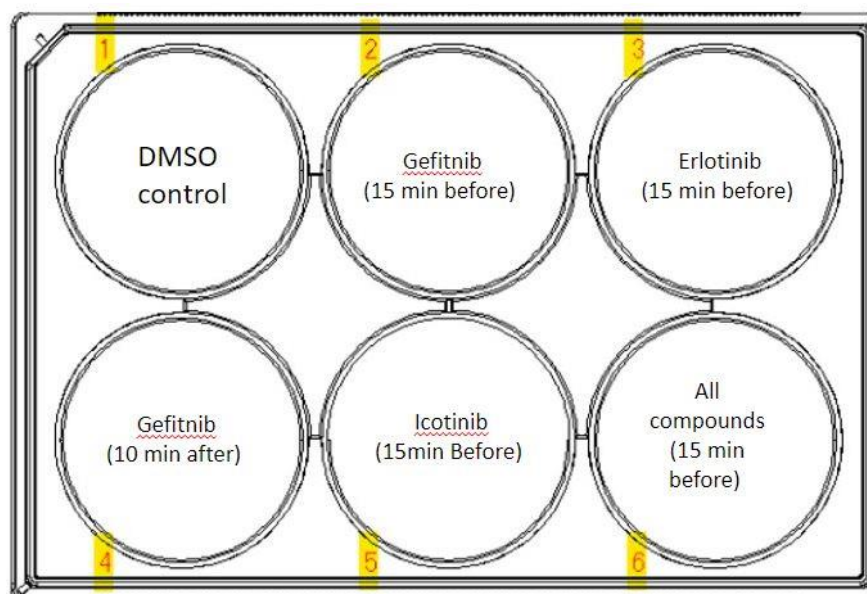 1
2
3
DMSO
control
Gefitnib
(15 min before)
Erlotinib
(15 min before)
Gefitnib
(10 min after)
Icotinib
(15min Before)
All
compounds
(15 min
before)
4
5
6